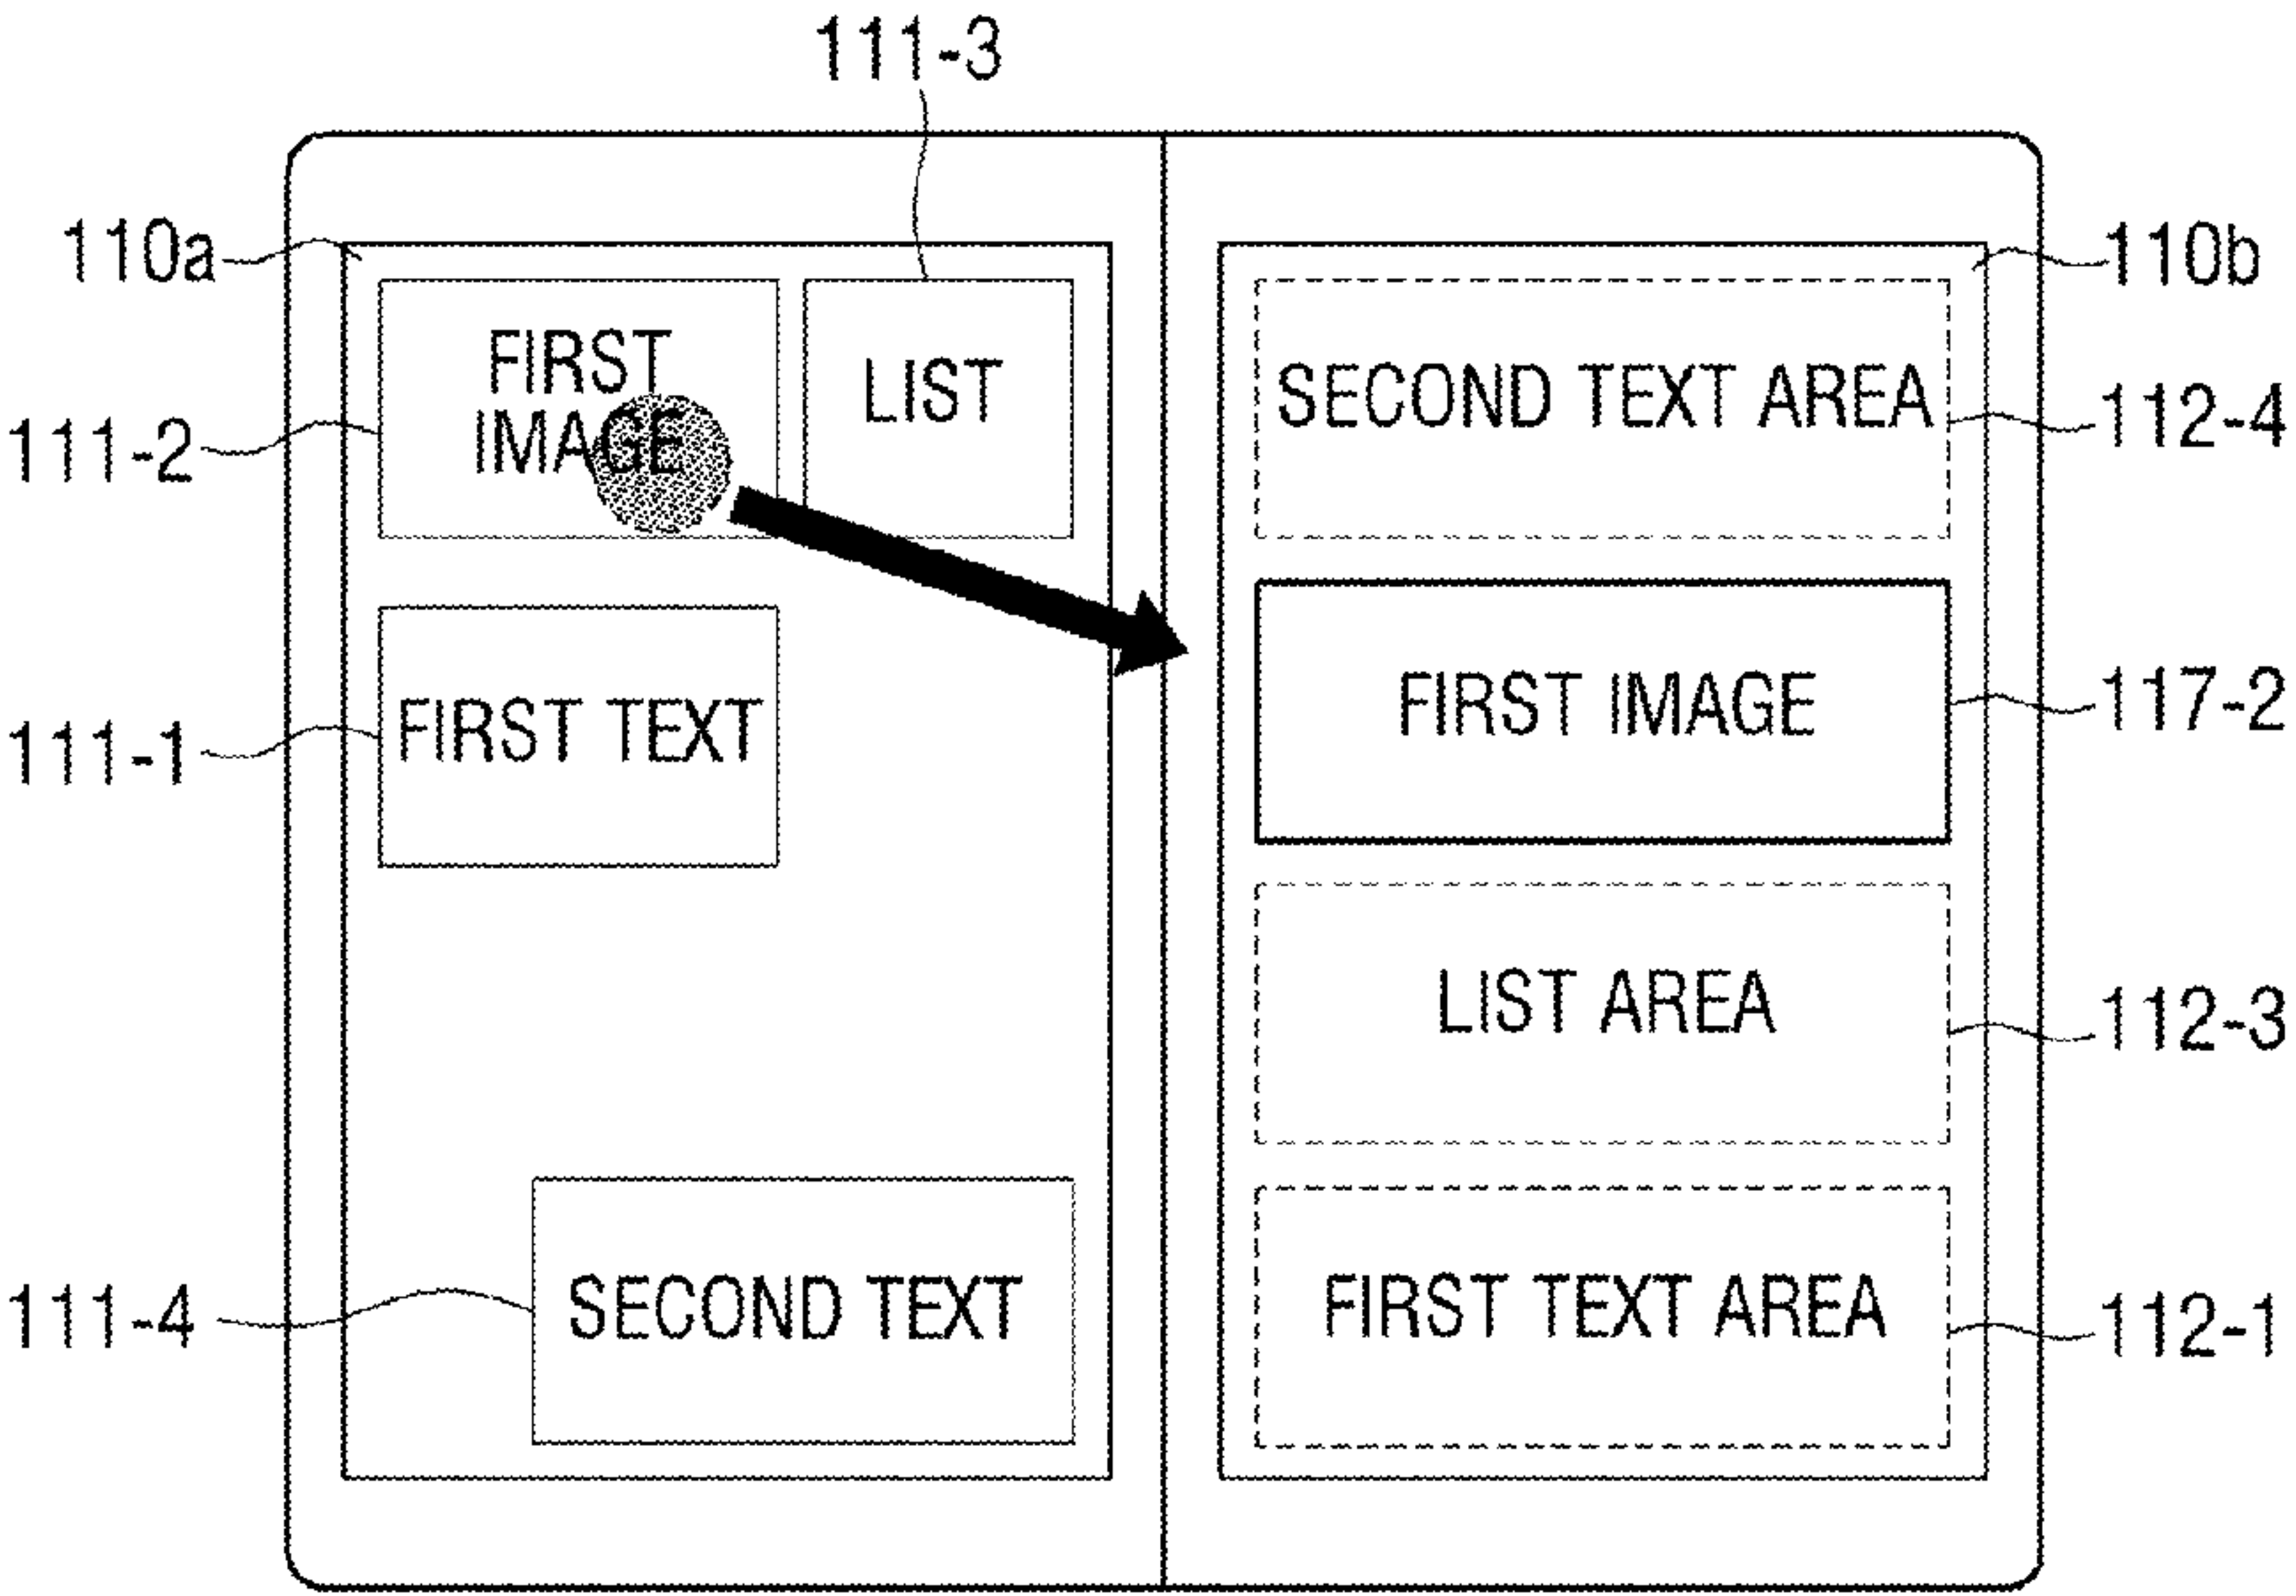 111-3
110a
110b
FIRST
IMAGE
LIST
SECOND TEXT AREA
111-2
112-4
FIRST TEXT
FIRST IMAGE
111-1
117-2
LIST AREA
112-3
SECOND TEXT
FIRST TEXT AREA
111-4
112-1